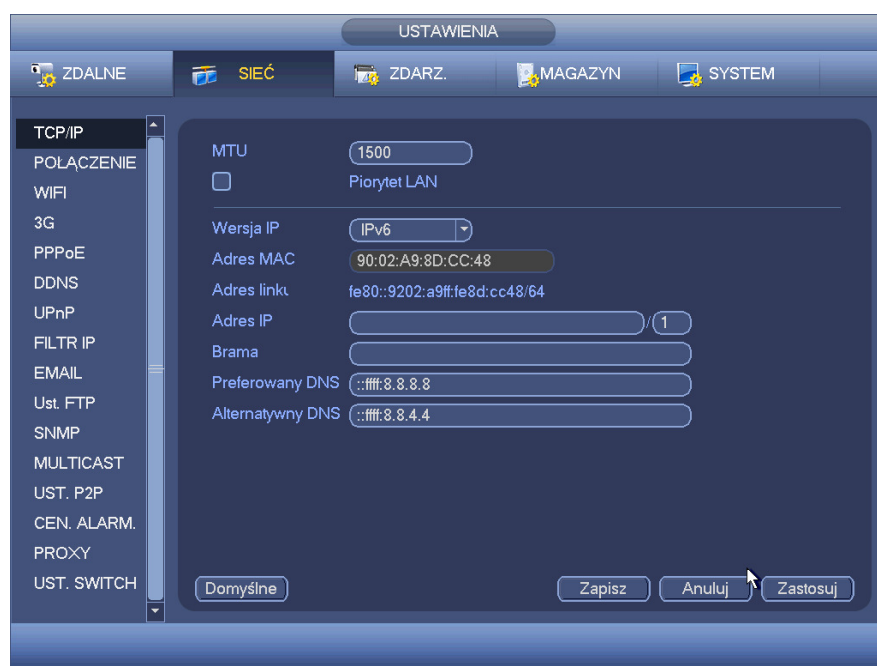 USTAWIENIA
ZDALNE SIEĆ ZDARZ. MAGAZYN SYSTEM
TCP/IP
POŁĄCZENIE
WIFI
3G
PPPoE
DDNS
UPnP
FILTR IP
EMAIL
Ust. FTP
SNMP
MULTICAST
UST. P2P
CEN. ALARM.
PROXY
UST. SWITCH
MTU 1500
Piorytet LAN
Wersja IP IPv6
Adres MAC 90:02:A9:8D:CC:48
Adres linku fe80::9202:a9ff:fe8d:cc48/64
Adres IP / 1
Brama
Preferowany DNS ::ffff:8.8.8.8
Alternatywny DNS ::ffff:8.8.4.4
Domyślne Zapisz Anuluj Zastosuj